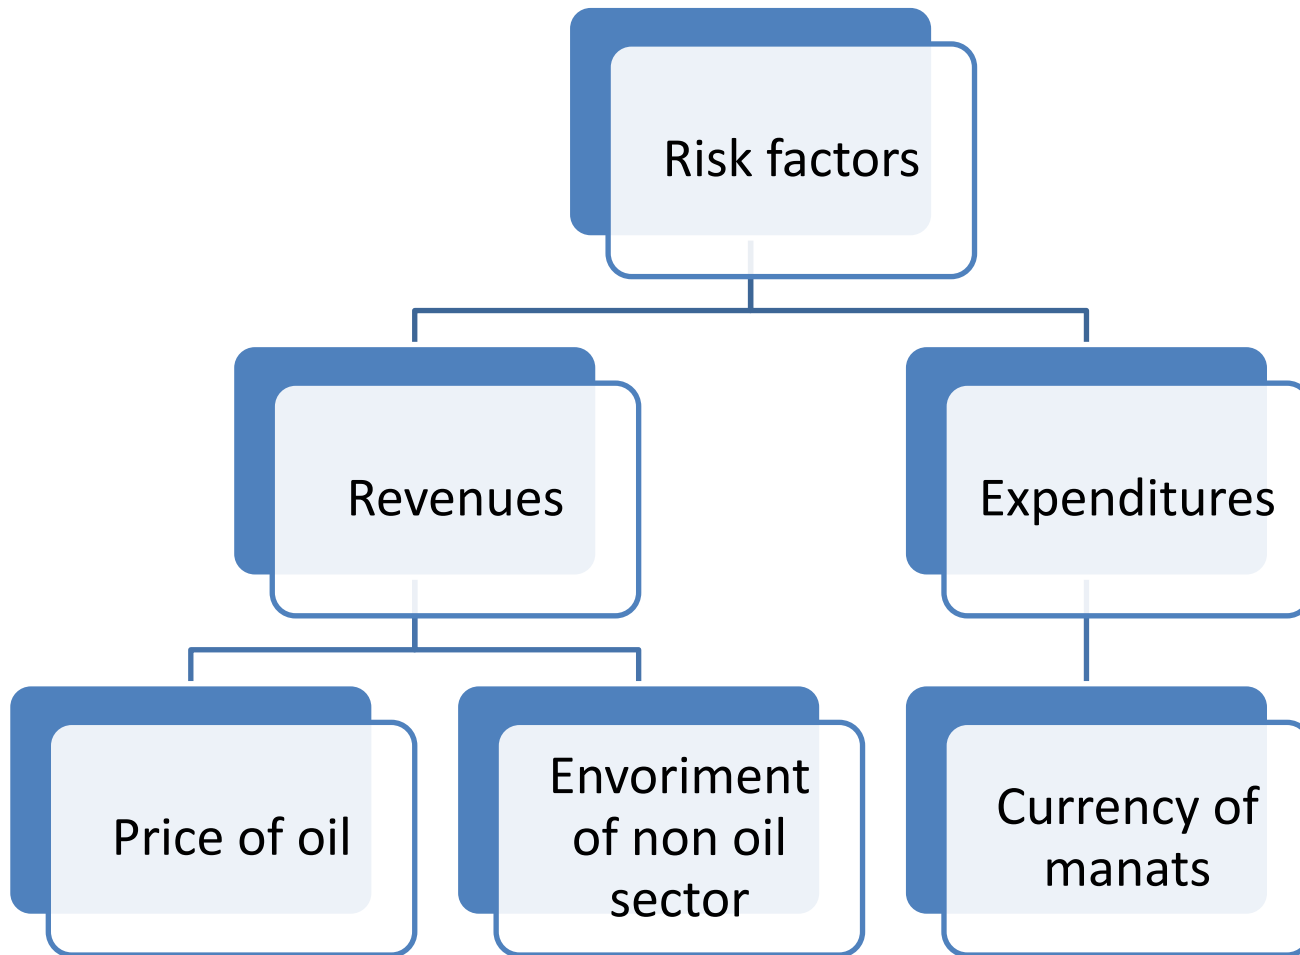 Risk factors
Revenues
Expenditures
Price of oil
Envoriment
of non oil
sector
Currency of
manats